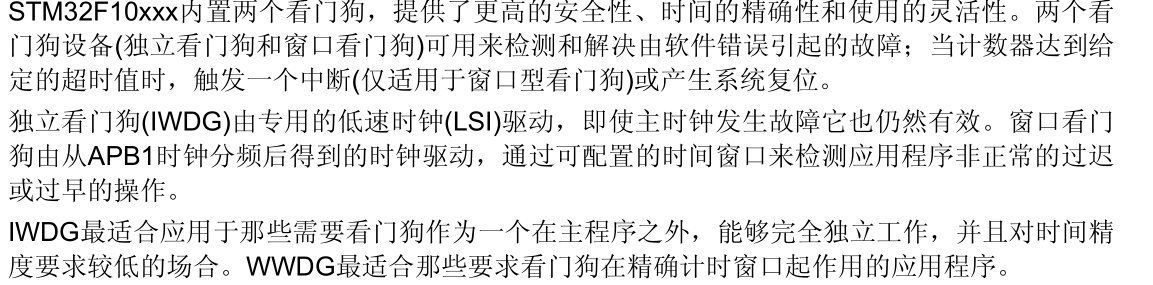 STM32F10xxx内置两个看门狗，提供了更高的安全性、时间的精确性和使用的灵活性。两个看
门狗设备(独立看门狗和窗口看门狗)可用来检测和解决由软件错误引起的故障；当计数器达到给
定的超时值时，触发一个中断(仅适用于窗口型看门狗)或产生系统复位。
独立看门狗(IWDG)由专用的低速时钟(LSI)驱动，即使主时钟发生故障它也仍然有效。窗口看门
狗由从APB1时钟分频后得到的时钟驱动，通过可配置的时间窗口来检测应用程序非正常的过迟
或过早的操作。
IWDG最适合应用于那些需要看门狗作为一个在主程序之外，能够完全独立工作，并且对时间精
度要求较低的场合。WWDG最适合那些要求看门狗在精确计时窗口起作用的应用程序。